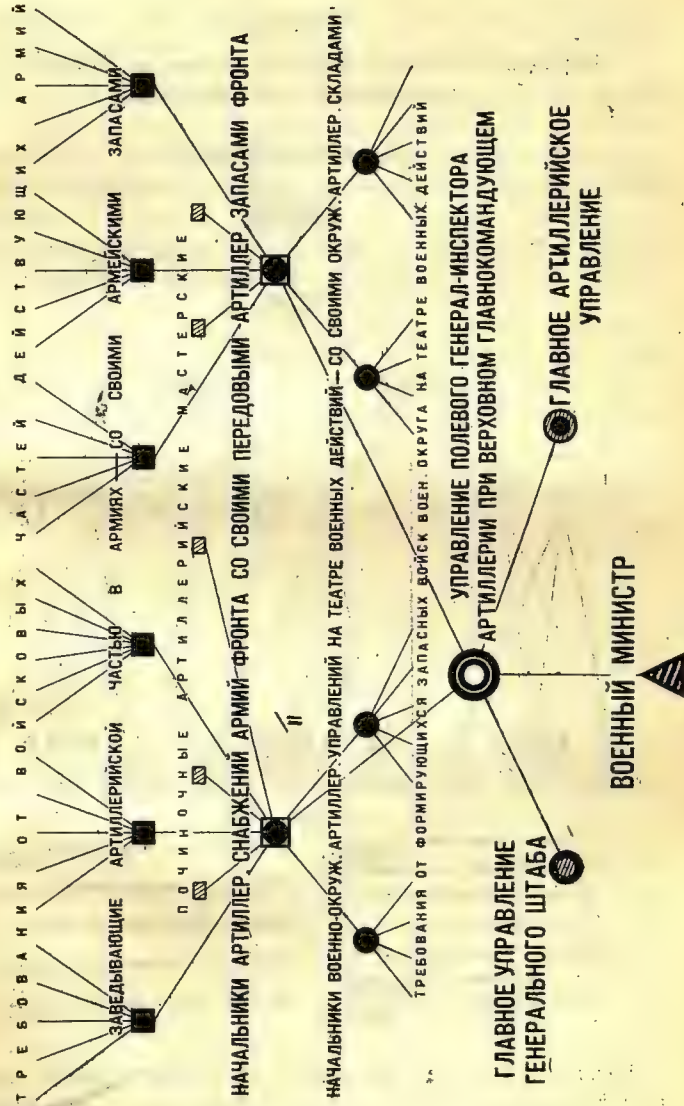 ТРЕБОВАНИЯ ОТ ВОЙСКОВЫХ ЧАСТЕЙ ДЕЙСТВУЮЩИХ АРМИЙ
ЗАВЕДЫВАЮЩИЕ АРТИЛЛЕРИЙСКОЙ ЧАСТЬЮ В АРМИЯХ — СО СВОИМИ АРМЕЙСКИМИ ЗАПАСАМИ
ПОЧИНОЧНЫЕ АРТИЛЛЕРИЙСКИЕ МАСТЕРСКИЕ
НАЧАЛЬНИКИ АРТИЛЛЕР. СНАБЖЕНИЙ АРМИЙ ФРОНТА СО СВОИМИ ПЕРЕДОВЫМИ АРТИЛЛЕР. ЗАПАСАМИ ФРОНТА
НАЧАЛЬНИКИ ВОЕННО-ОКРУЖ. АРТИЛЛЕР. УПРАВЛЕНИЙ НА ТЕАТРЕ ВОЕННЫХ ДЕЙСТВИЙ — СО СВОИМИ ОКРУЖ. АРТИЛЛЕР. СКЛАДАМИ
ТРЕБОВАНИЯ ОТ ФОРМИРУЮЩИХСЯ ЗАПАСНЫХ ВОЙСК ВОЕН. ОКРУГА НА ТЕАТРЕ ВОЕННЫХ ДЕЙСТВИЙ
УПРАВЛЕНИЕ ПОЛЕВОГО ГЕНЕРАЛ-ИНСПЕКТОРА
АРТИЛЛЕРИИ ПРИ ВЕРХОВНОМ ГЛАВНОКОМАНДУЮЩЕМ
ГЛАВНОЕ УПРАВЛЕНИЕ
ГЕНЕРАЛЬНОГО ШТАБА
ГЛАВНОЕ АРТИЛЛЕРИЙСКОЕ
УПРАВЛЕНИЕ
ВОЕННЫЙ МИНИСТР